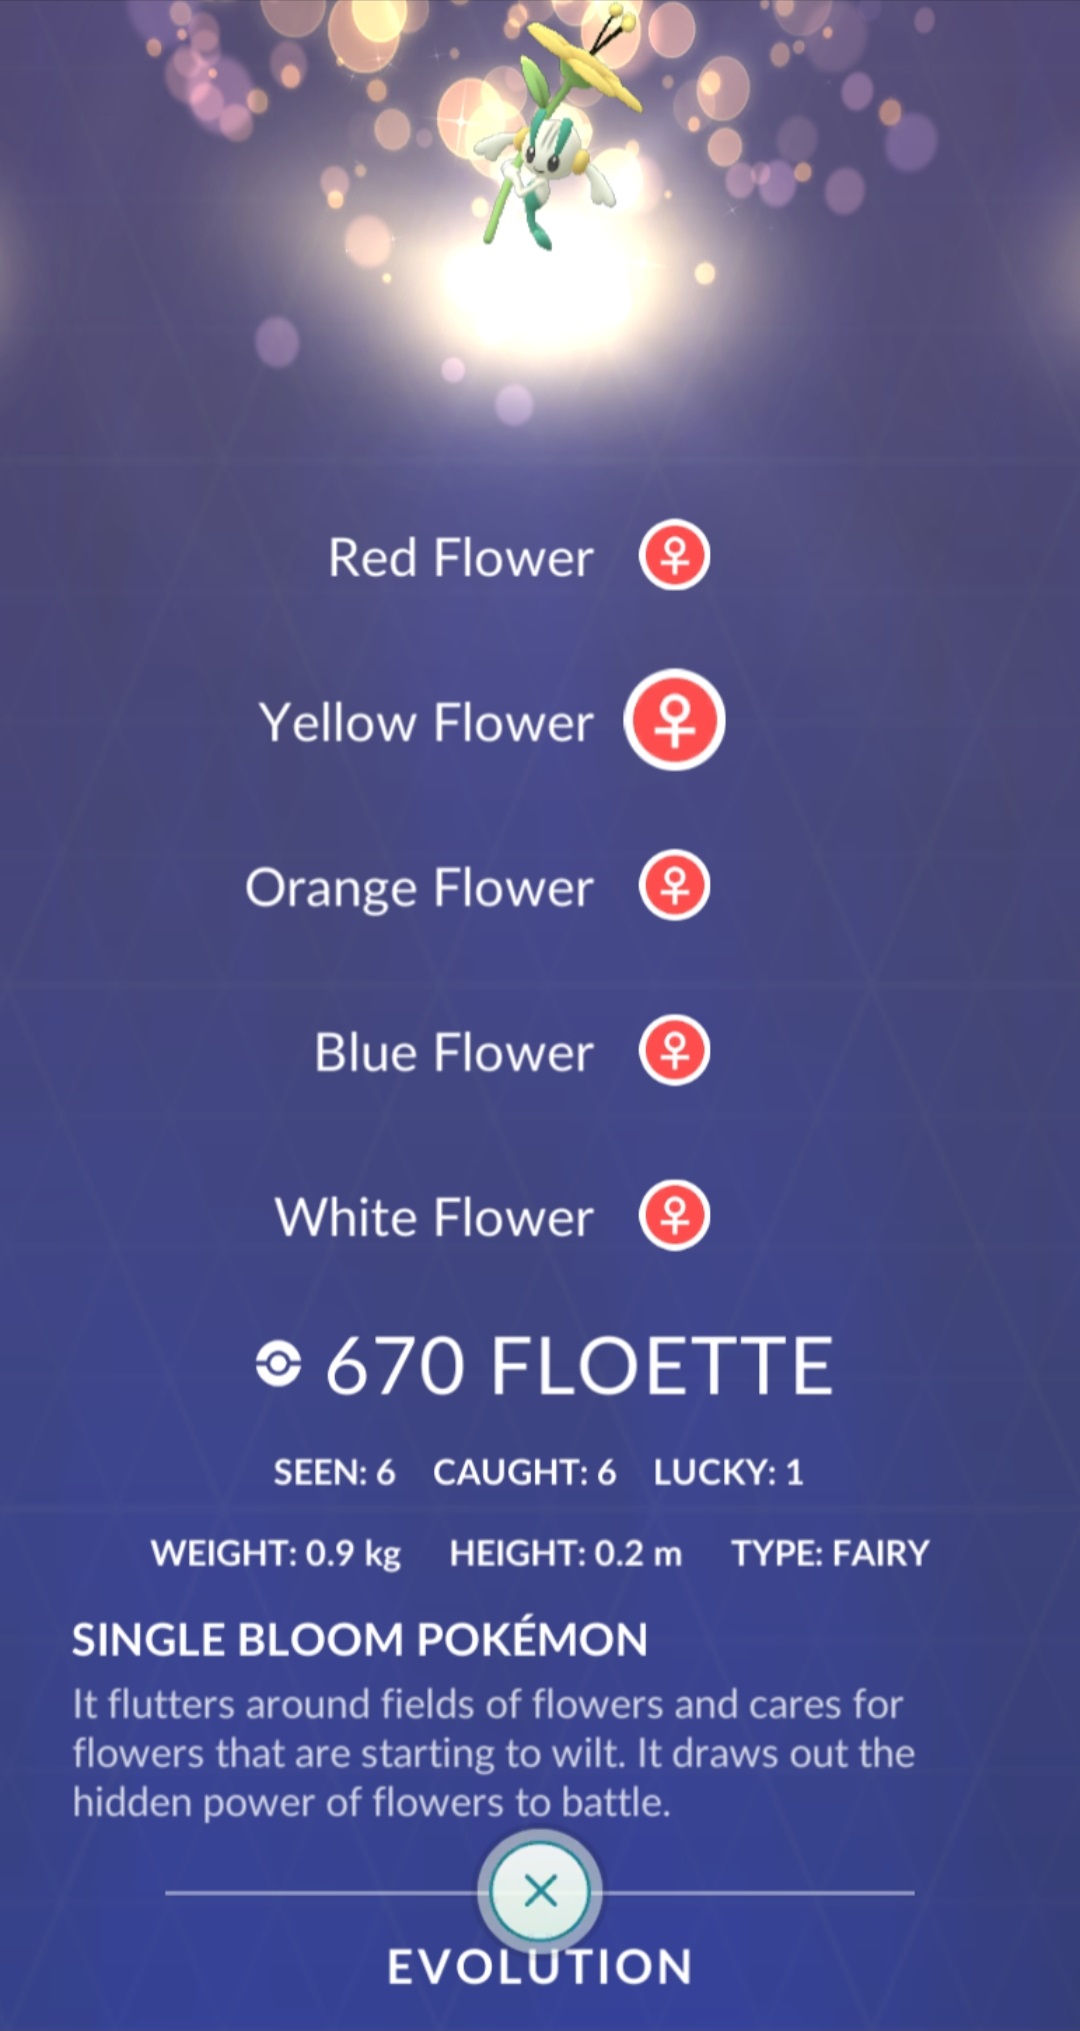 Red Flower
Yellow Flower
Orange Flower
Blue Flower
White Flower
670 FLOETTE
SEEN: 6 CAUGHT: 6 LUCKY: 1
WEIGHT: 0.9 kg HEIGHT: 0.2 m TYPE: FAIRY
SINGLE BLOOM POKÉMON
It flutters around fields of flowers and cares for
flowers that are starting to wilt. It draws out the
hidden power of flowers to battle.
EVOLUTION